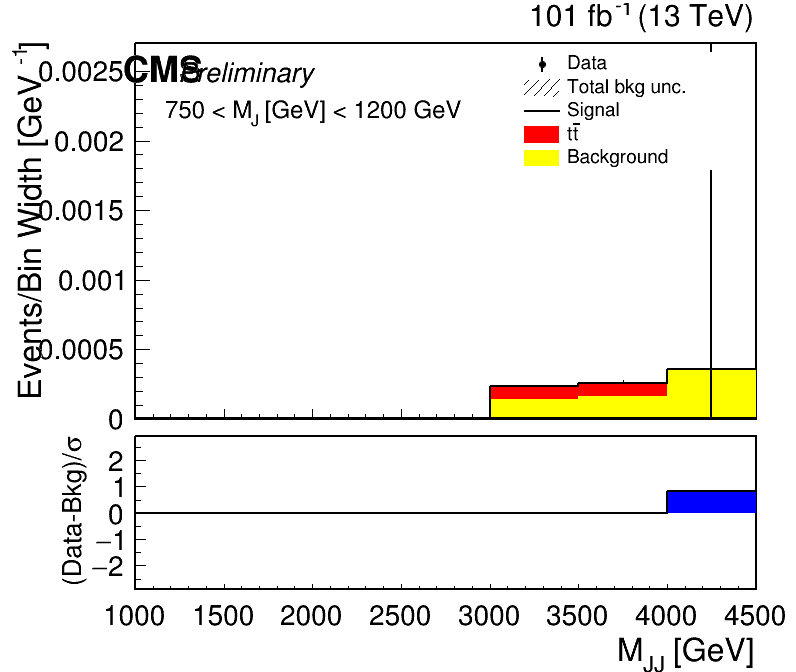 101 fb⁻¹ (13 TeV)
CMS Preliminary
750 < M_J [GeV] < 1200 GeV
Data
Total bkg unc.
Signal
tt̄
Background
Events/Bin Width [GeV⁻¹]
0.0025
0.002
0.0015
0.001
0.0005
0
(Data-Bkg)/σ
2
1
0
−1
−2
1000 1500 2000 2500 3000 3500 4000 4500
M_JJ [GeV]